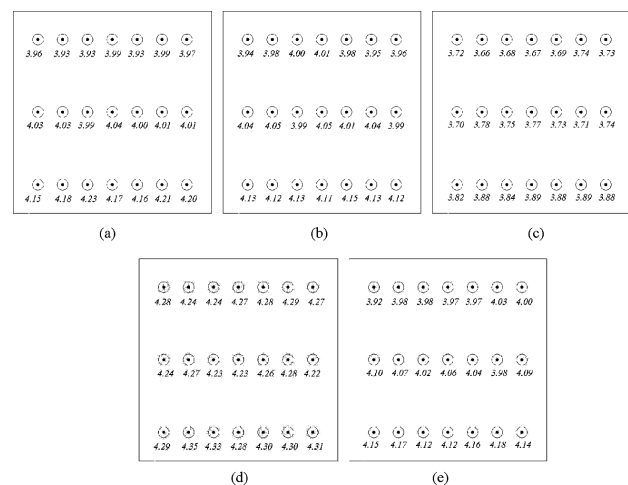 3.96 3.93 3.93 3.99 3.93 3.99 3.97
4.03 4.03 3.99 4.04 4.00 4.01 4.01
4.15 4.18 4.23 4.17 4.16 4.21 4.20
(a)
3.94 3.98 4.00 4.01 3.98 3.95 3.96
4.04 4.05 3.99 4.05 4.01 4.04 3.99
4.13 4.12 4.13 4.11 4.15 4.13 4.12
(b)
3.72 3.66 3.68 3.67 3.69 3.74 3.73
3.70 3.78 3.75 3.77 3.73 3.71 3.74
3.82 3.88 3.84 3.89 3.88 3.89 3.88
(c)
4.28 4.24 4.24 4.27 4.28 4.29 4.27
4.24 4.27 4.23 4.23 4.26 4.28 4.22
4.29 4.35 4.33 4.28 4.30 4.30 4.31
(d)
3.92 3.98 3.98 3.97 3.97 4.03 4.00
4.10 4.07 4.02 4.06 4.04 3.98 4.09
4.15 4.17 4.12 4.12 4.16 4.18 4.14
(e)